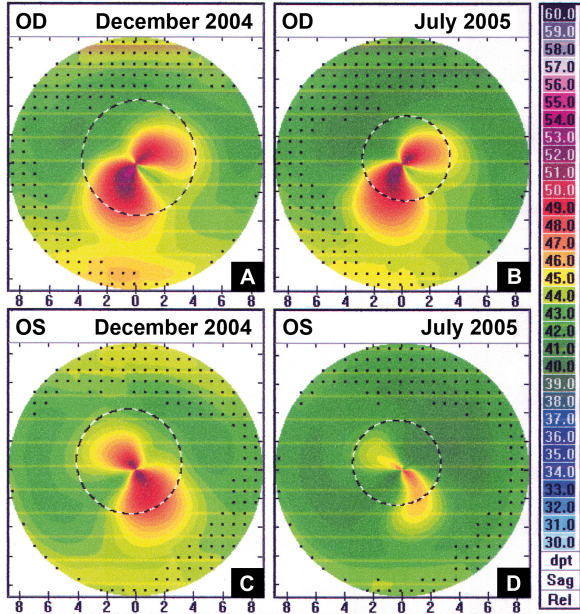 OD December 2004
OD July 2005
A
B
8 6 4 2 0 2 4 6 8
8 6 4 2 0 2 4 6 8
OS December 2004
OS July 2005
C
D
8 6 4 2 0 2 4 6 8
8 6 4 2 0 2 4 6 8
60.0
59.0
58.0
57.0
56.0
55.0
54.0
53.0
52.0
51.0
50.0
49.0
48.0
47.0
46.0
45.0
44.0
43.0
42.0
41.0
40.0
39.0
38.0
37.0
36.0
35.0
34.0
33.0
32.0
31.0
30.0
dpt
Sag
Rel